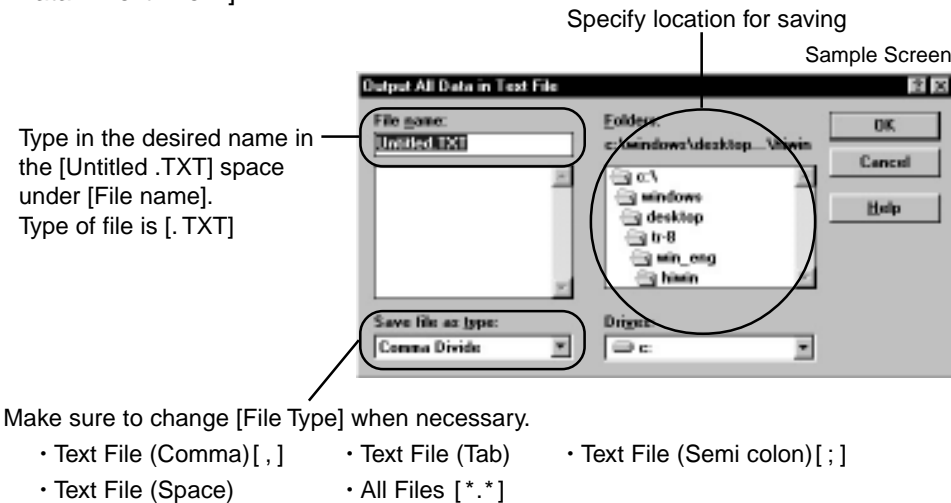 Specify location for saving
Sample Screen
Output All Data in Text File
File name:
Untitled.TXT
Folders:
c:\windows\desktop...\hiwin
c:\
windows
desktop
tr-8
win_eng
hiwin
OK
Cancel
Help
Save file as type:
Comma Divide
Drives:
c:
Type in the desired name in
the [Untitled .TXT] space
under [File name].
Type of file is [. TXT]
Make sure to change [File Type] when necessary.
・Text File (Comma)[ , ] ・Text File (Tab) ・Text File (Semi colon)[ ; ]
・Text File (Space) ・All Files [*.*]